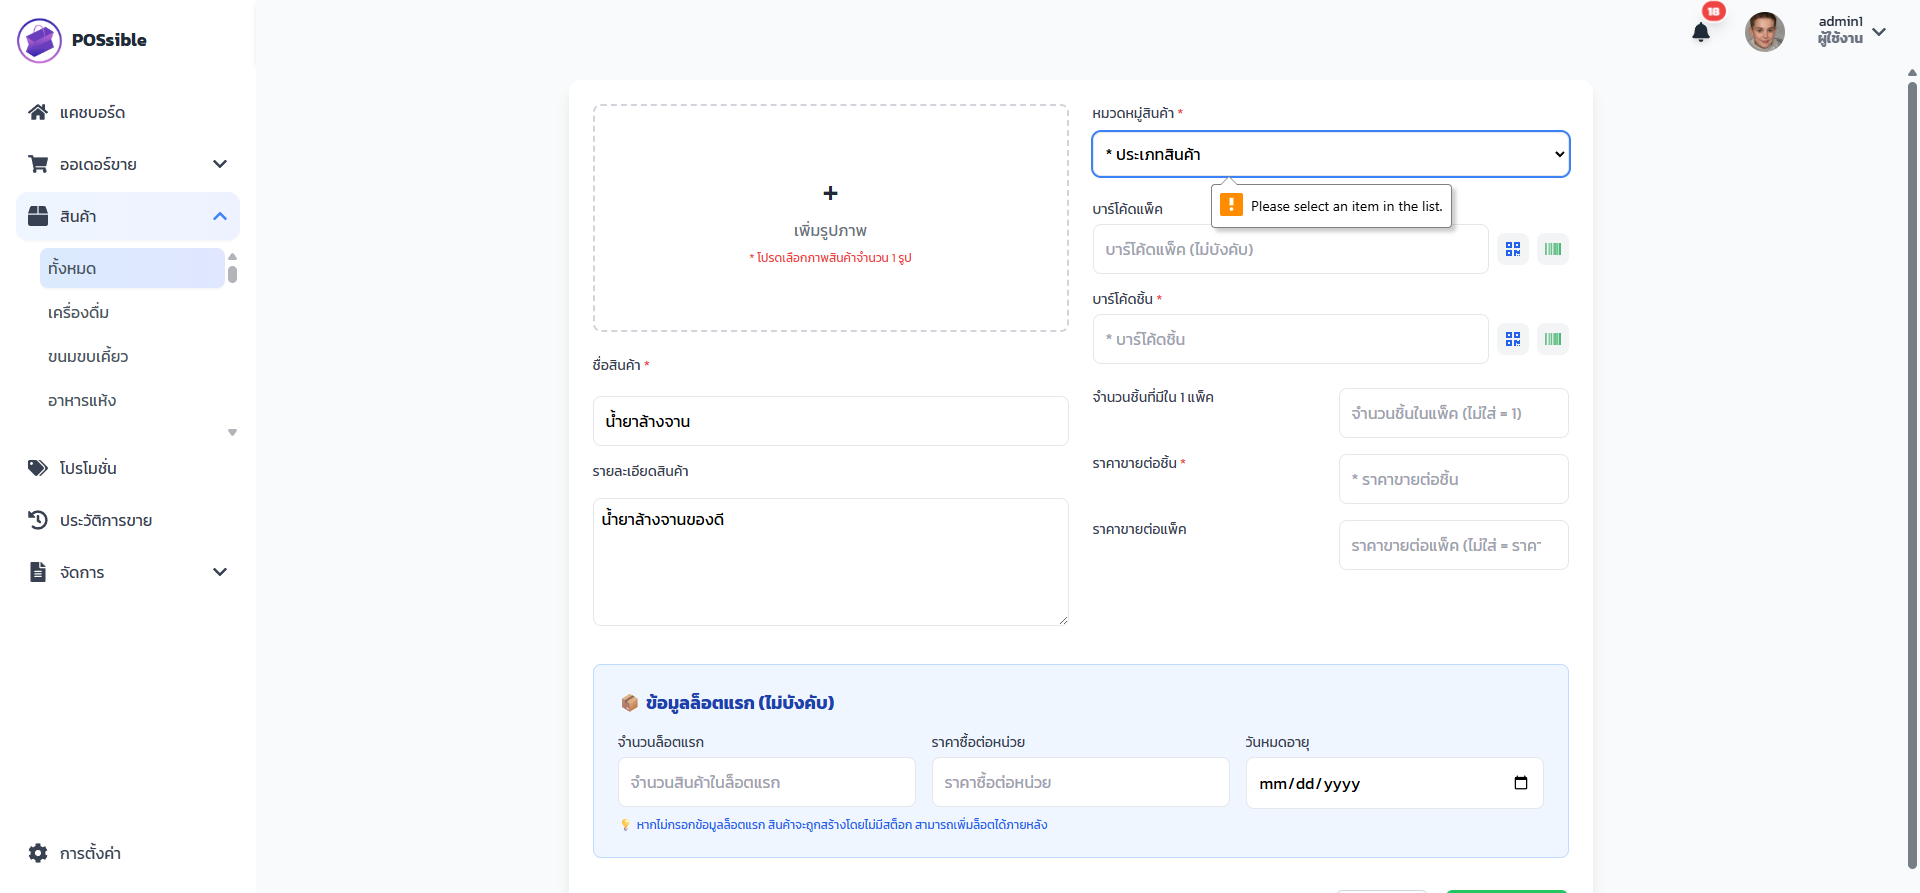 POSsible
แดชบอร์ด
ออเดอร์ขาย
สินค้า
ทั้งหมด
เครื่องดื่ม
ขนมขบเคี้ยว
อาหารแห้ง
โปรโมชั่น
ประวัติการขาย
จัดการ
การตั้งค่า
18
admin1
ผู้ใช้งาน
+
เพิ่มรูปภาพ
* โปรดเลือกภาพสินค้าจำนวน 1 รูป
ชื่อสินค้า *
น้ำยาล้างจาน
รายละเอียดสินค้า
น้ำยาล้างจานของดี
หมวดหมู่สินค้า *
* ประเภทสินค้า
Please select an item in the list.
บาร์โค้ดแพ็ค
บาร์โค้ดแพ็ค (ไม่บังคับ)
บาร์โค้ดชิ้น *
* บาร์โค้ดชิ้น
จำนวนชิ้นที่มีใน 1 แพ็ค
จำนวนชิ้นในแพ็ค (ไม่ใส่ = 1)
ราคาขายต่อชิ้น *
* ราคาขายต่อชิ้น
ราคาขายต่อแพ็ค
ราคาขายต่อแพ็ค (ไม่ใส่ = ราค
📦 ข้อมูลล็อตแรก (ไม่บังคับ)
จำนวนล็อตแรก
จำนวนสินค้าในล็อตแรก
ราคาซื้อต่อหน่วย
ราคาซื้อต่อหน่วย
วันหมดอายุ
mm/dd/yyyy
💡 หากไม่กรอกข้อมูลล็อตแรก สินค้าจะถูกสร้างโดยไม่มีสต็อก สามารถเพิ่มล็อตได้ภายหลัง